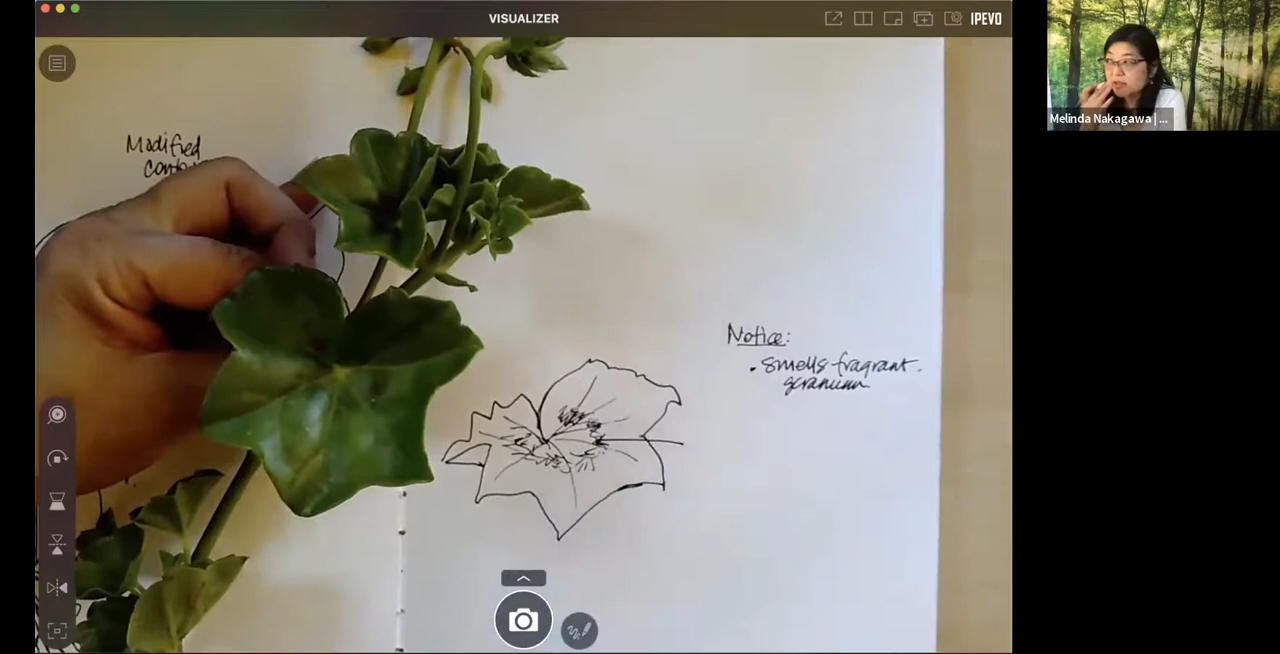 VISUALIZER
IPEVO
Melinda Nakagawa | ...
Modified
Notice:
. smells fragrant.
geranium